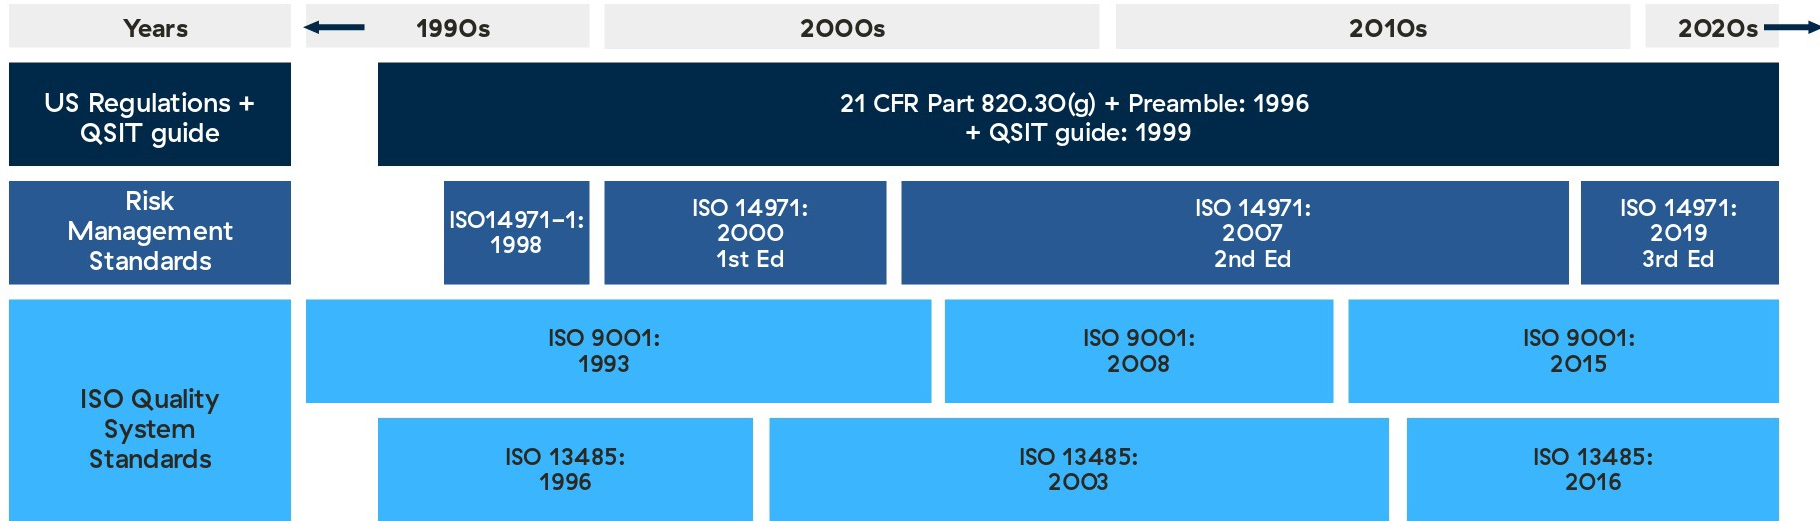 Years
1990s
2000s
2010s
2020s
US Regulations +
QSIT guide
21 CFR Part 820.30(g) + Preamble: 1996
+ QSIT guide: 1999
Risk
Management
Standards
ISO14971-1:
1998
ISO 14971:
2000
1st Ed
ISO 14971:
2007
2nd Ed
ISO 14971:
2019
3rd Ed
ISO Quality
System
Standards
ISO 9001:
1993
ISO 9001:
2008
ISO 9001:
2015
ISO 13485:
1996
ISO 13485:
2003
ISO 13485:
2016